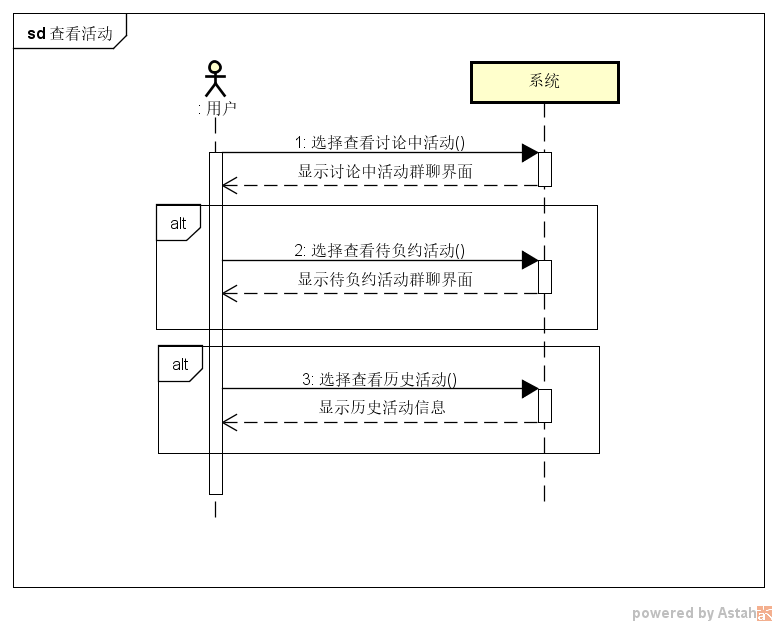 sd 查看活动
系统
: 用户
1: 选择查看讨论中活动()
显示讨论中活动群聊界面
alt
2: 选择查看待负约活动()
显示待负约活动群聊界面
alt
3: 选择查看历史活动()
显示历史活动信息
powered by Astah